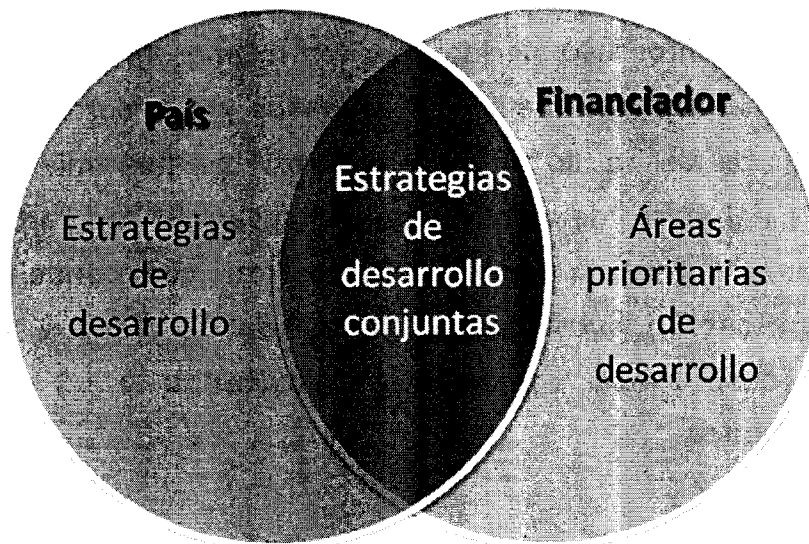 País
Estrategias
de
desarrollo
Estrategias
de
desarrollo
conjuntas
Financiador
Áreas
prioritarias
de
desarrollo